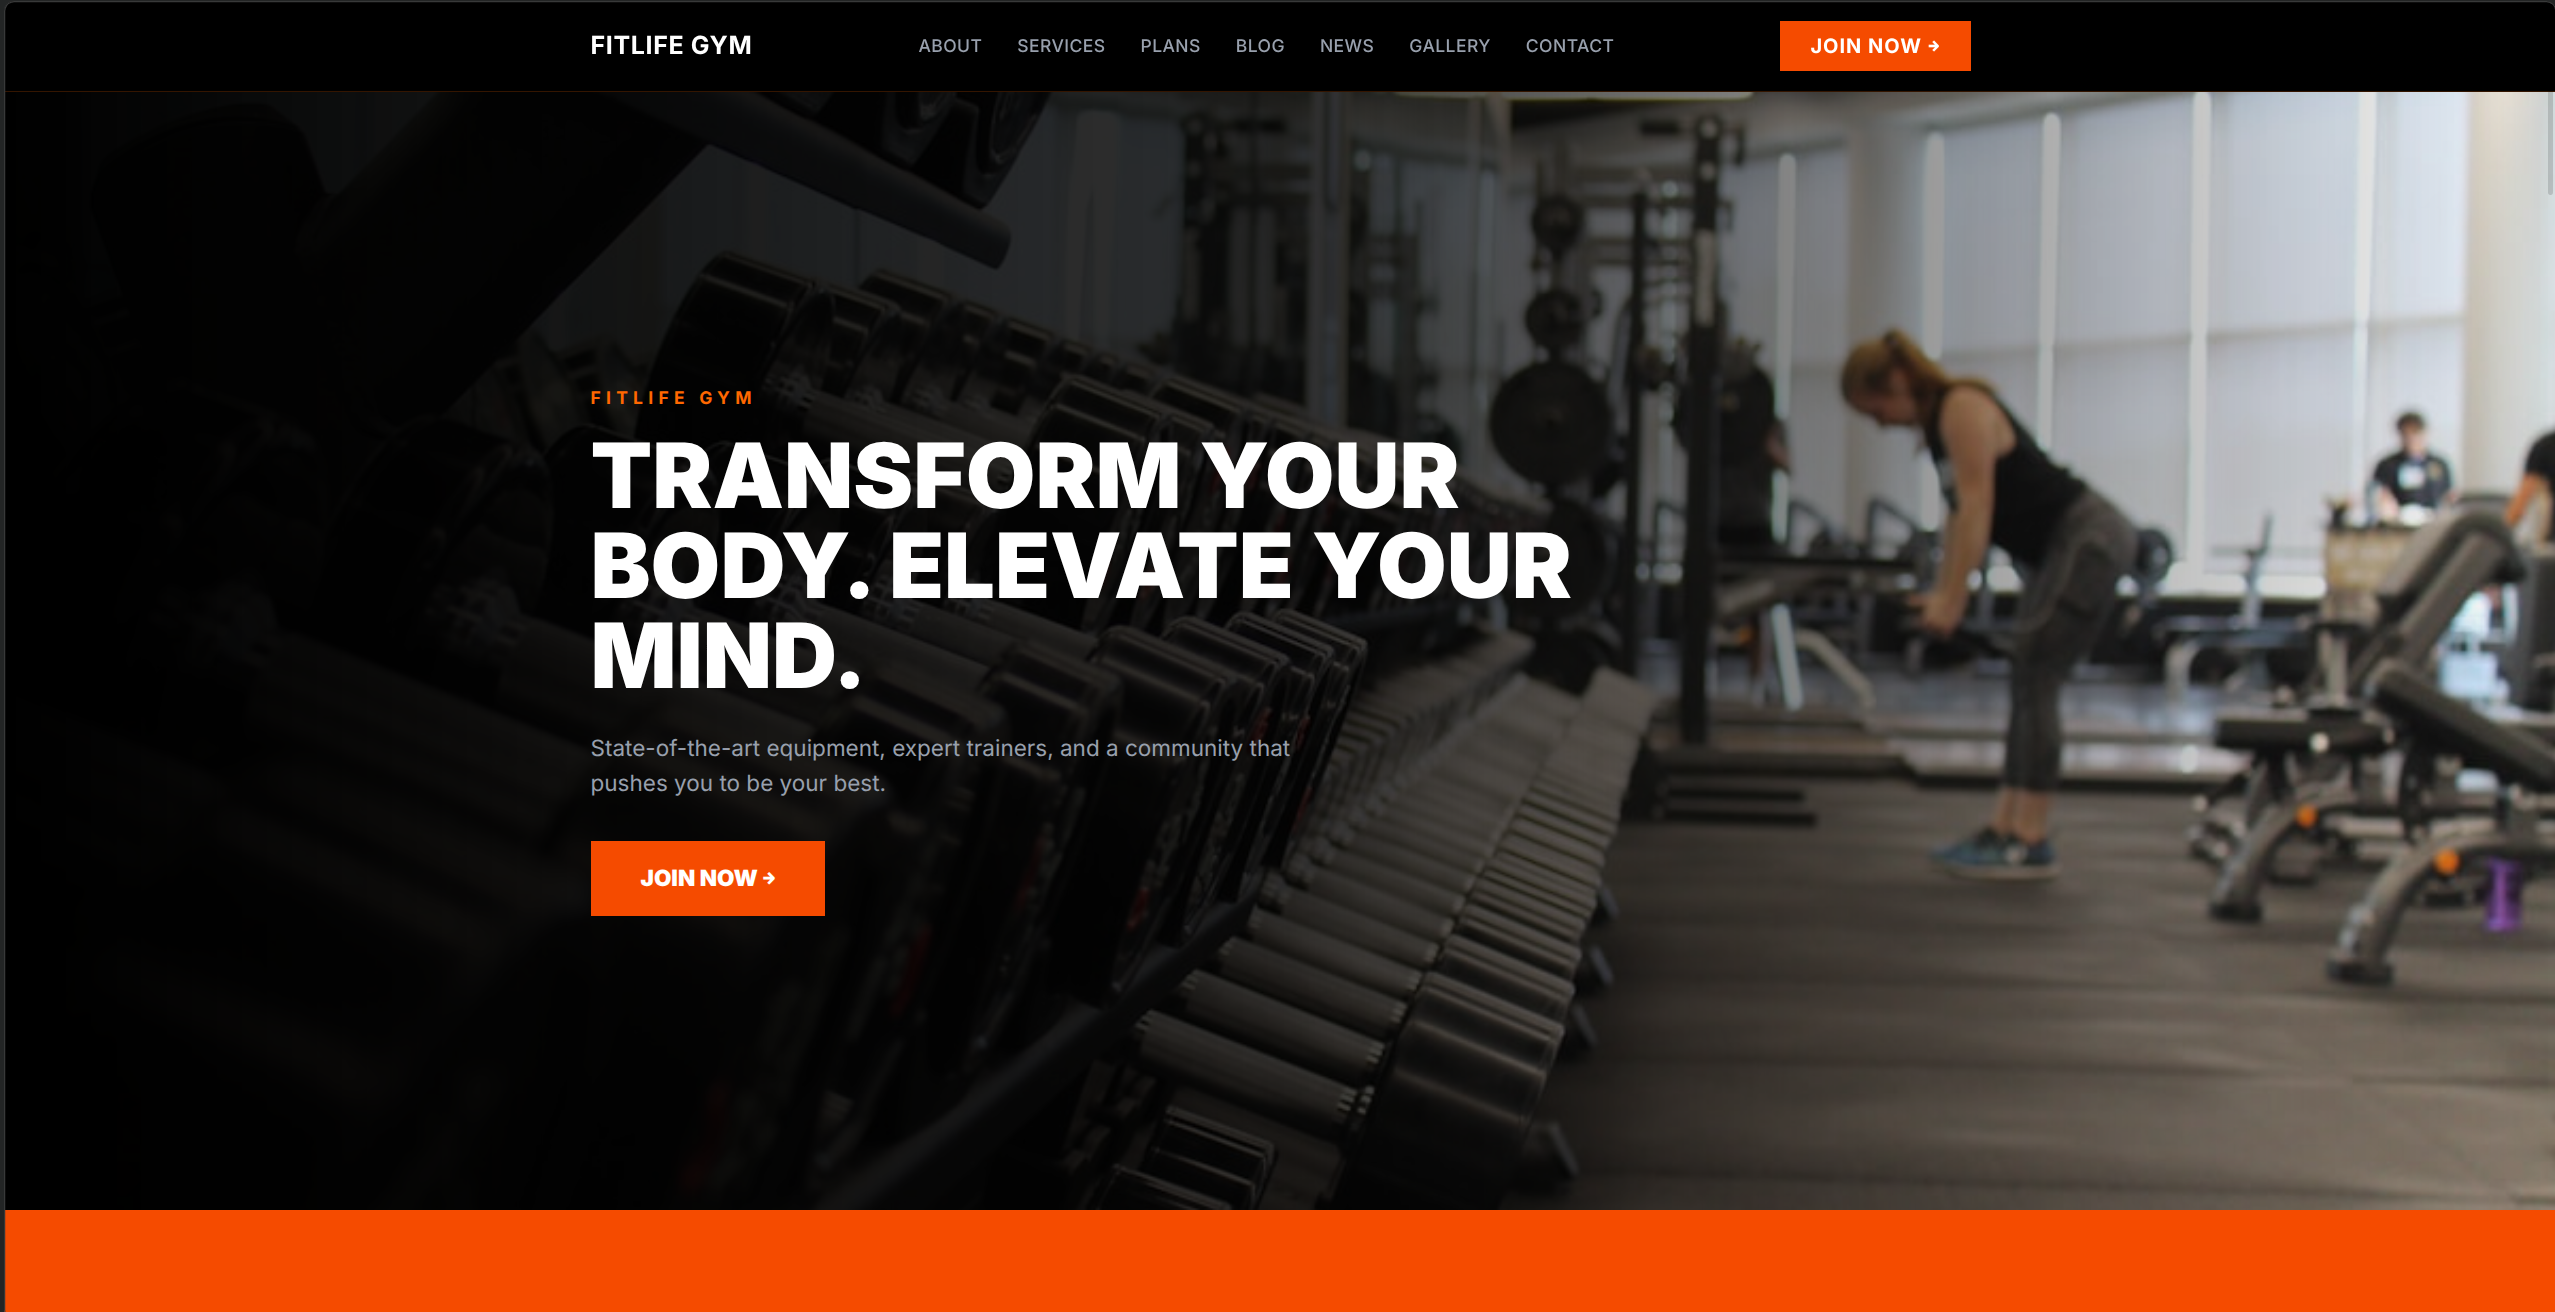 FITLIFE GYM
ABOUT SERVICES PLANS BLOG NEWS GALLERY CONTACT
JOIN NOW →
FITLIFE GYM
TRANSFORM YOUR
BODY. ELEVATE YOUR
MIND.
State-of-the-art equipment, expert trainers, and a community that
pushes you to be your best.
JOIN NOW →